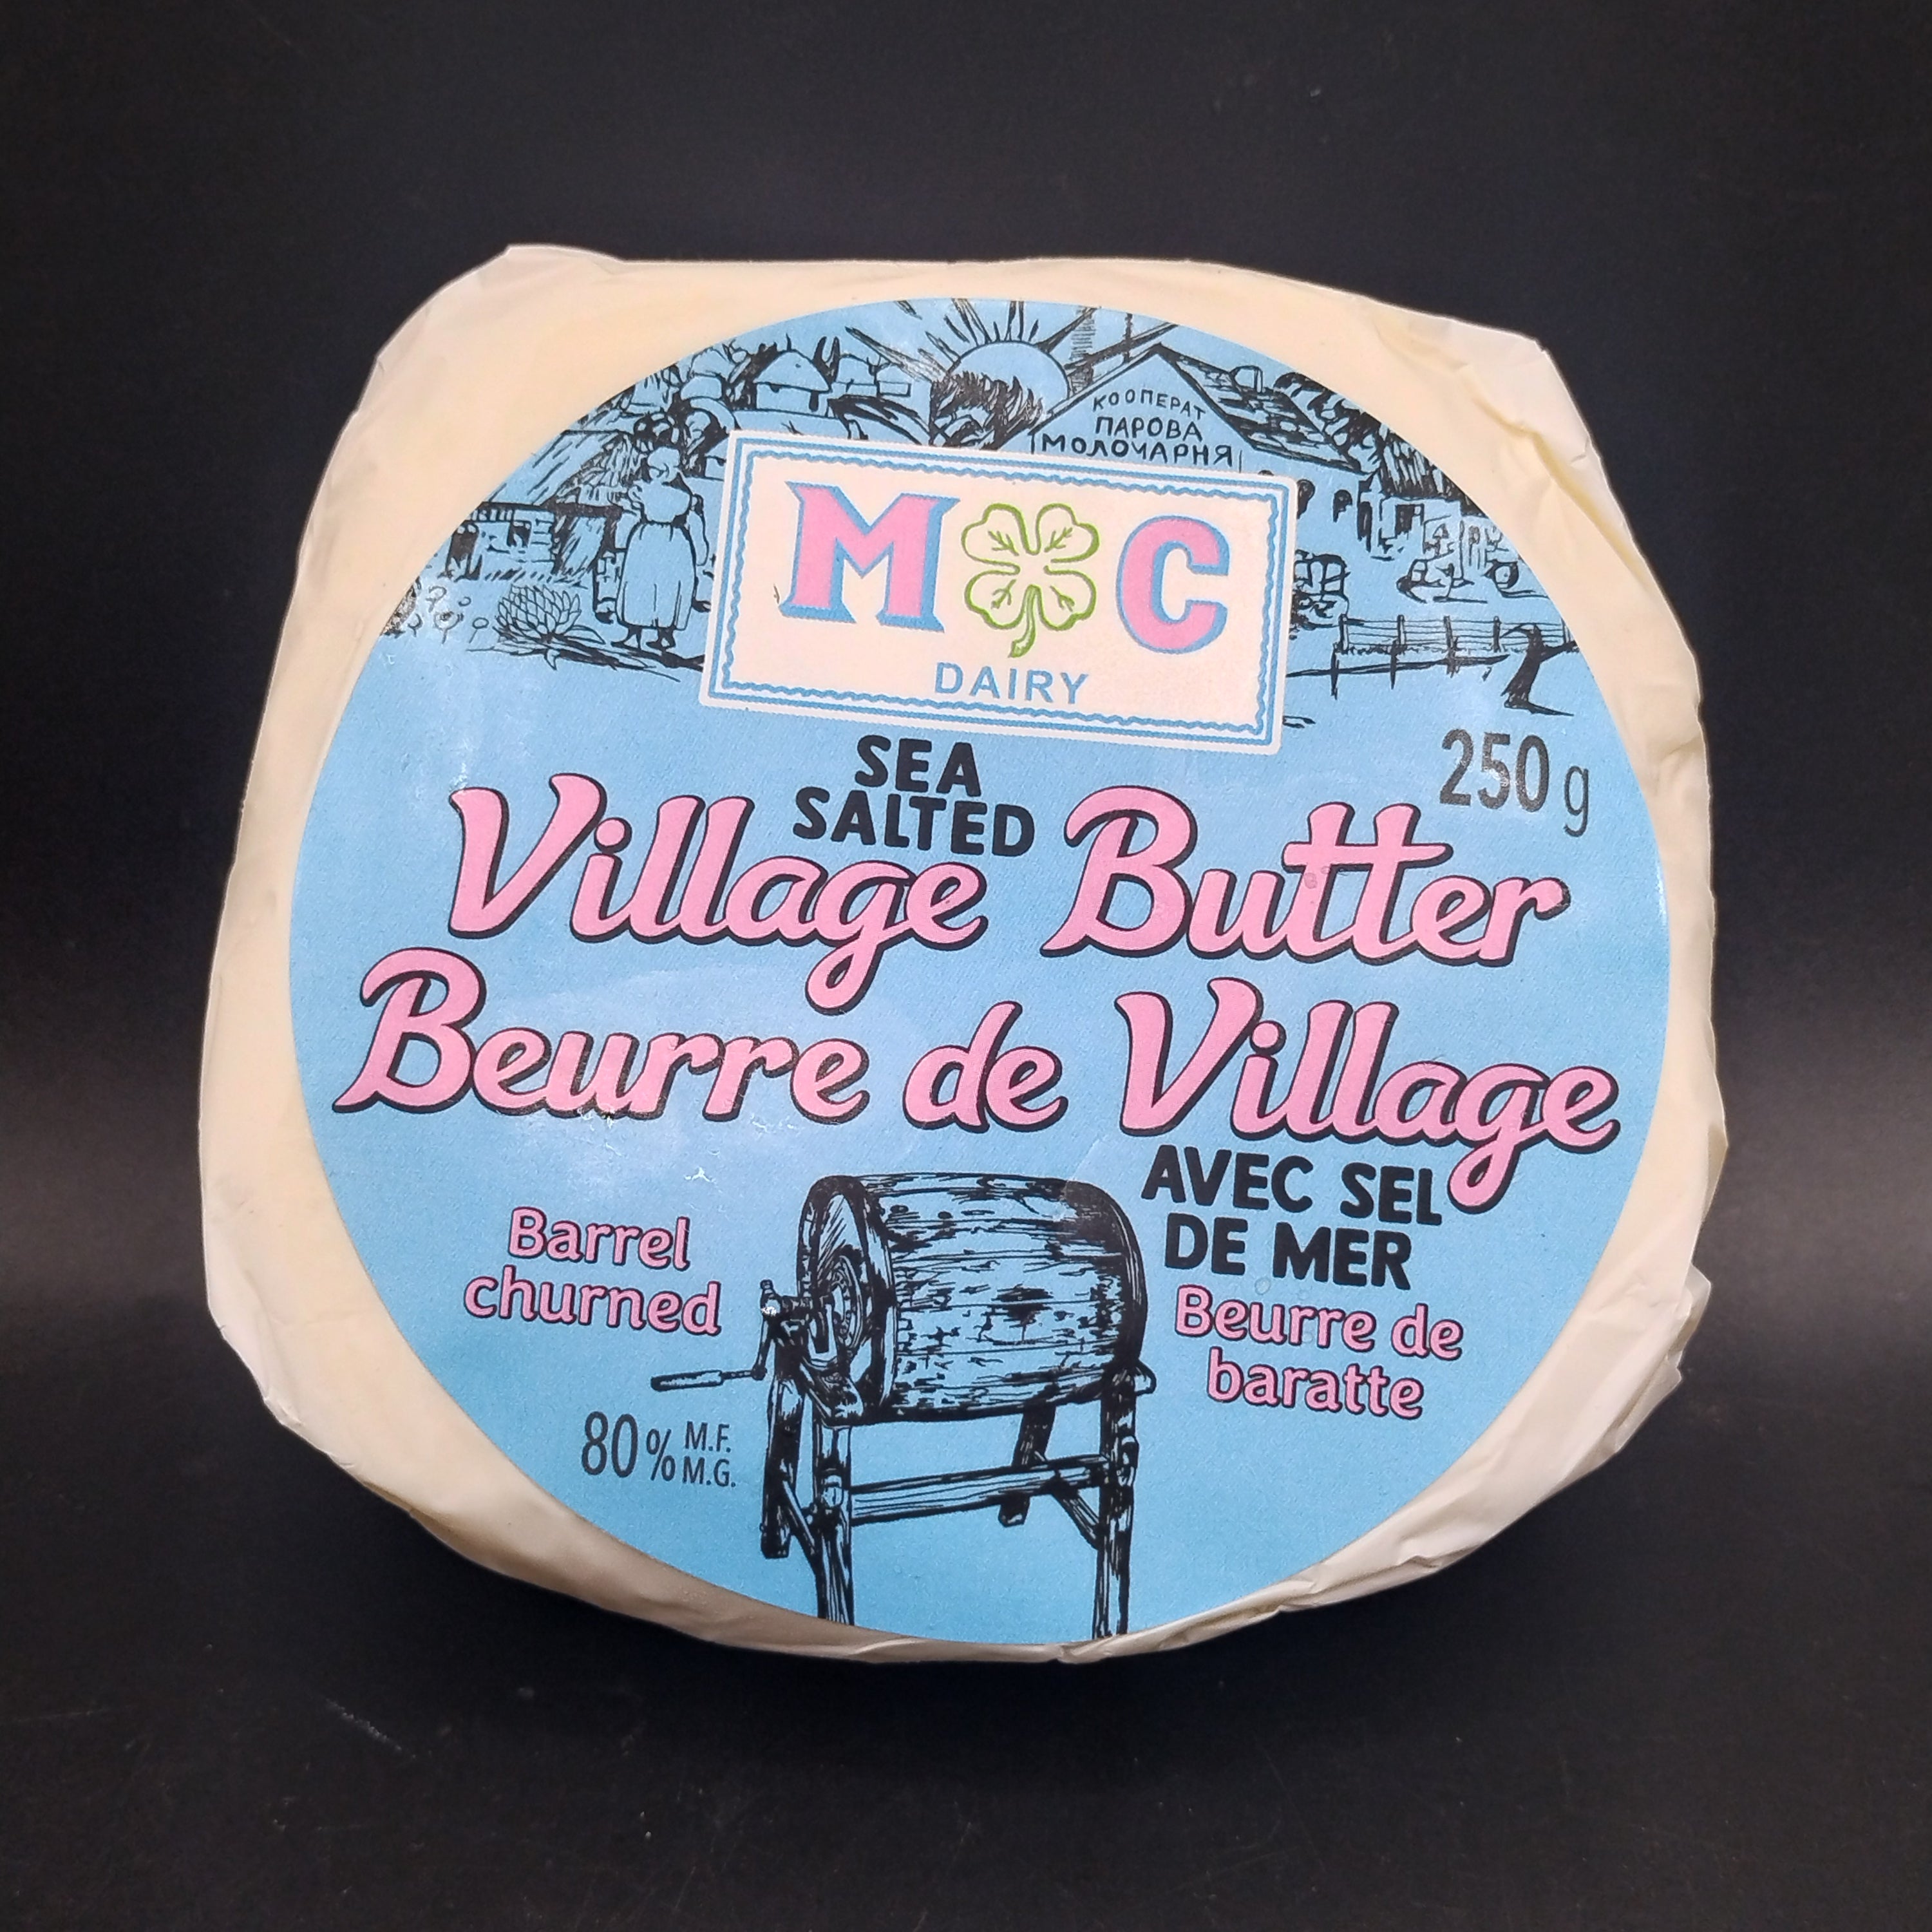 КООПЕРАТ
ПАРОВА
МОЛОЧАРНЯ
M C
DAIRY
250 g
SEA
SALTED
Village Butter
Beurre de Village
AVEC SEL
DE MER
Barrel
churned
Beurre de
baratte
80% M.F.
M.G.